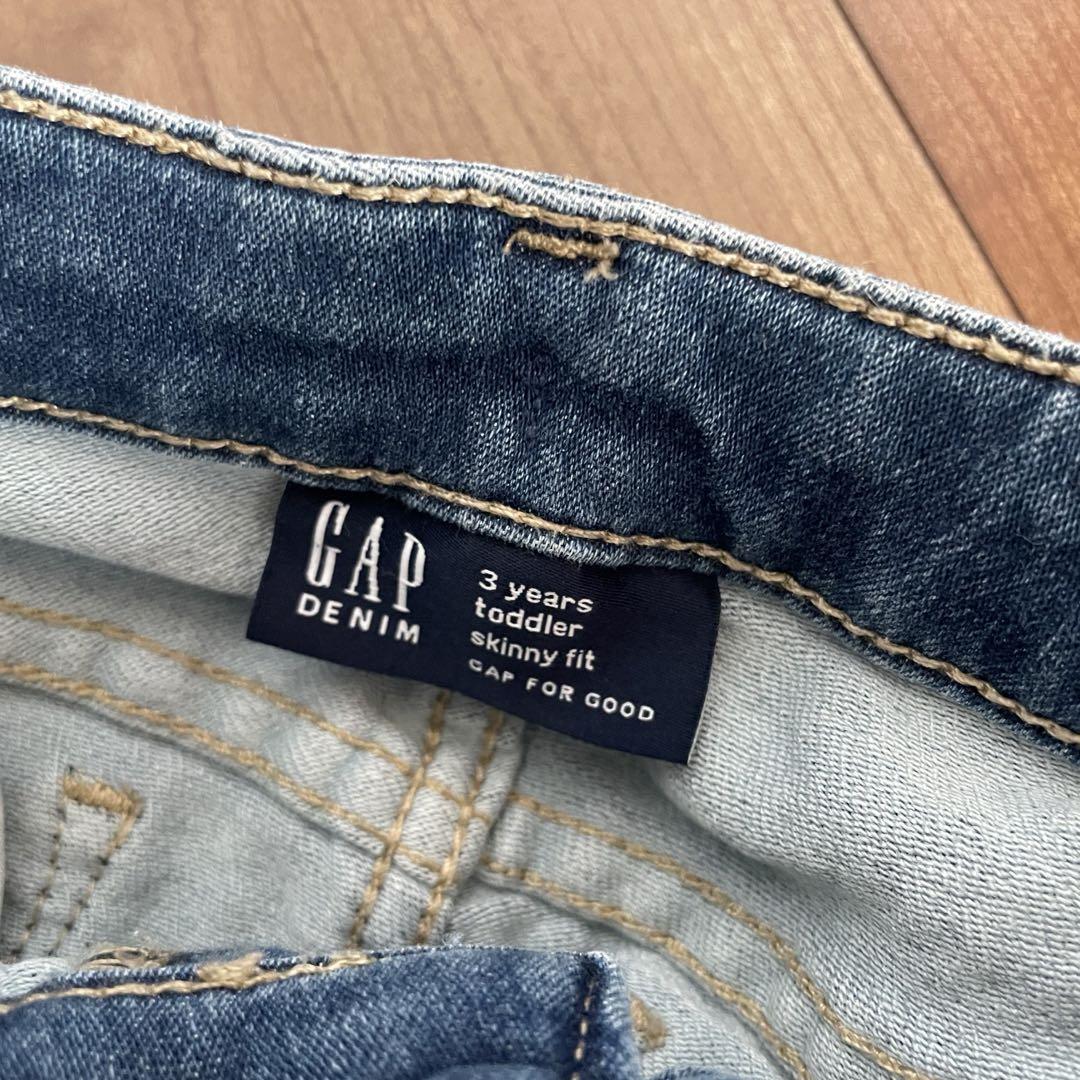 GAP
DENIM
3 years
toddler
skinny fit
GAP FOR GOOD